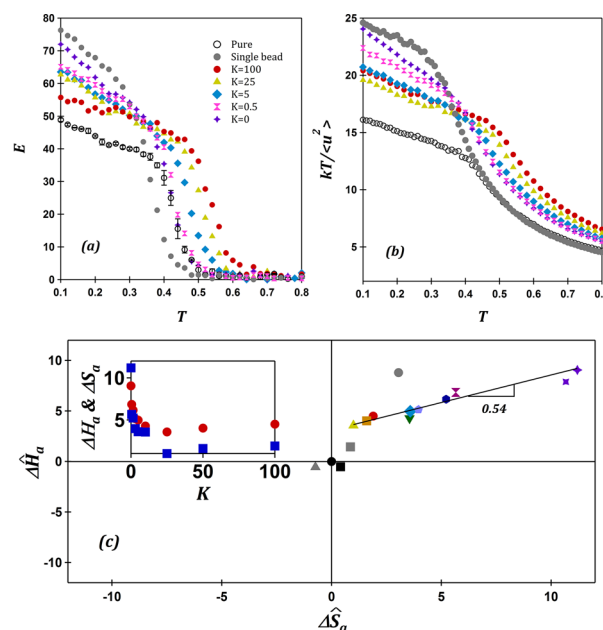 80
70
60
50
40
30
20
10
0
E
(a)
Pure
Single bead
K=100
K=25
K=5
K=0.5
K=0
0.1 0.2 0.3 0.4 0.5 0.6 0.7 0.8
T
25
20
15
10
5
kT/<u²>
(b)
0.1 0.2 0.3 0.4 0.5 0.6 0.7 0.8
T
10
5
0
-5
-10
ΔĤa
10
5
ΔHa & ΔSa
0 50 100
K
0.54
(c)
-10 -5 0 5 10
ΔŜa